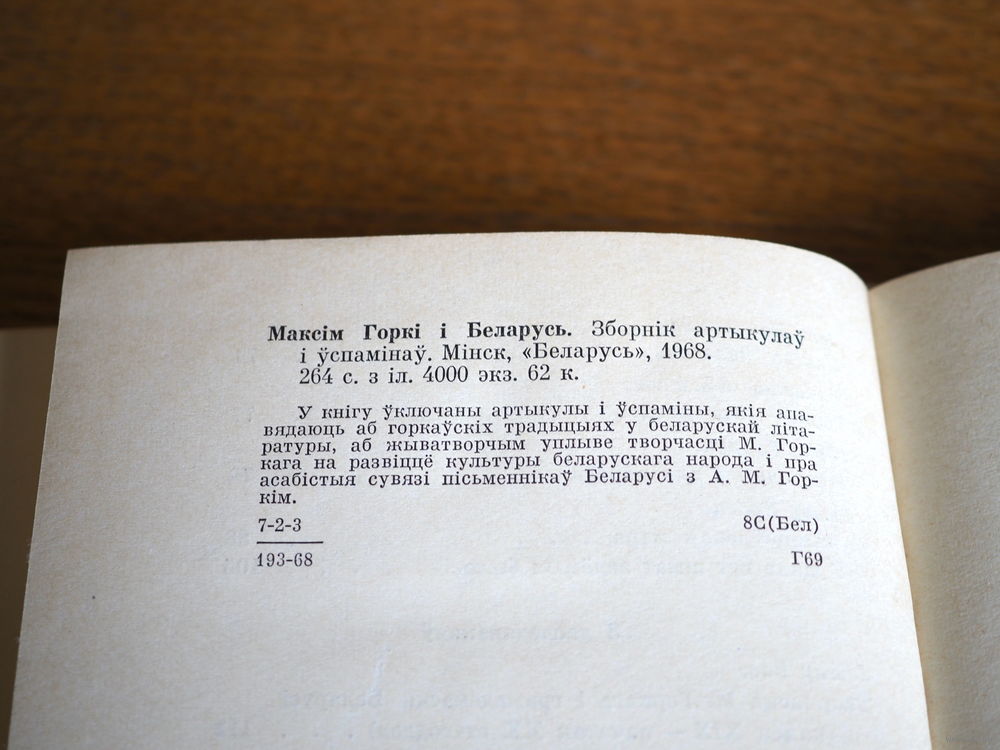 Максім Горкі і Беларусь. Зборнік артыкулаў
і ўспамінаў. Мінск, «Беларусь», 1968.
264 с. з іл. 4000 экз. 62 к.
У кнігу ўключаны артыкулы і ўспаміны, якія апа-
вядаюць аб горкаўскіх традыцыях у беларускай літа-
ратуры, аб жыватворчым уплыве творчасці М. Гор-
кага на развіццё культуры беларускага народа і пра
асабістыя сувязі пісьменнікаў Беларусі з А. М. Гор-
кім.
7-2-3 8С(Бел)
193-68 Г69